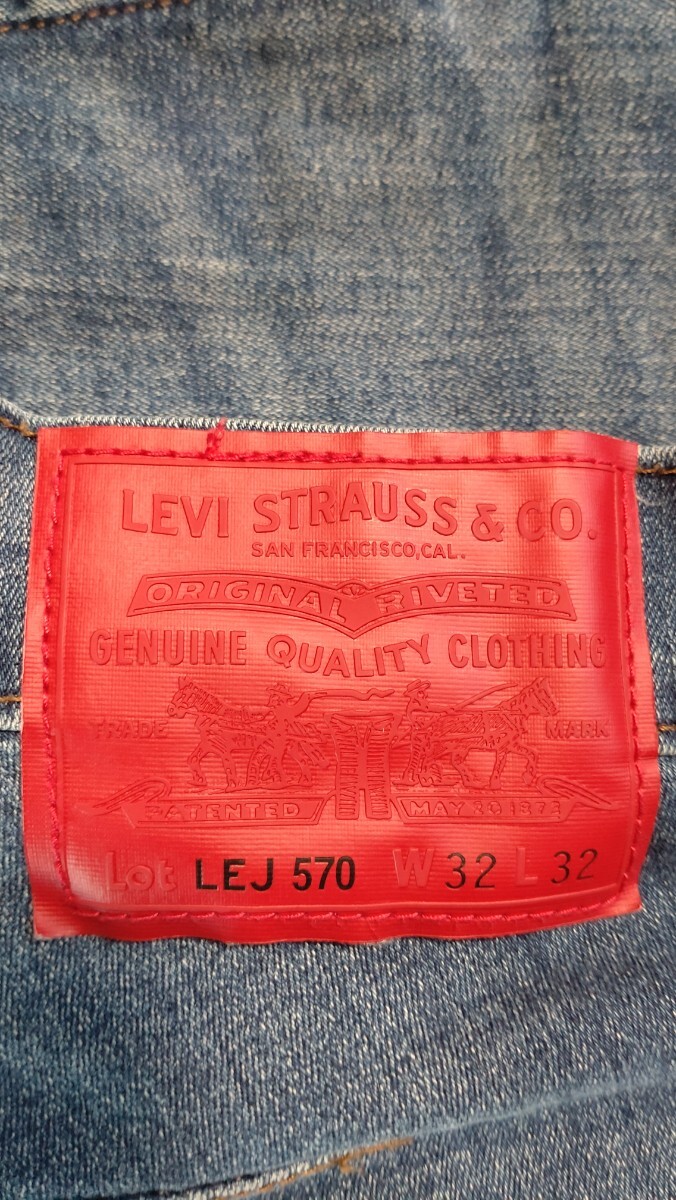 LEVI STRAUSS & CO.
SAN FRANCISCO, CAL.
ORIGINAL RIVETED
GENUINE QUALITY CLOTHING
TRADE MARK
PATENTED MAY 20 1873
Lot LEJ 570 W 32 L 32